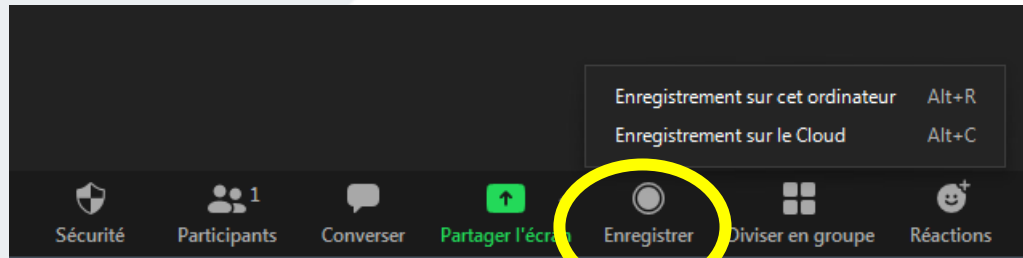 Enregistrement sur cet ordinateur Alt+R
Enregistrement sur le Cloud Alt+C
1
Sécurité Participants Converser Partager l'écran Enregistrer Diviser en groupe Réactions